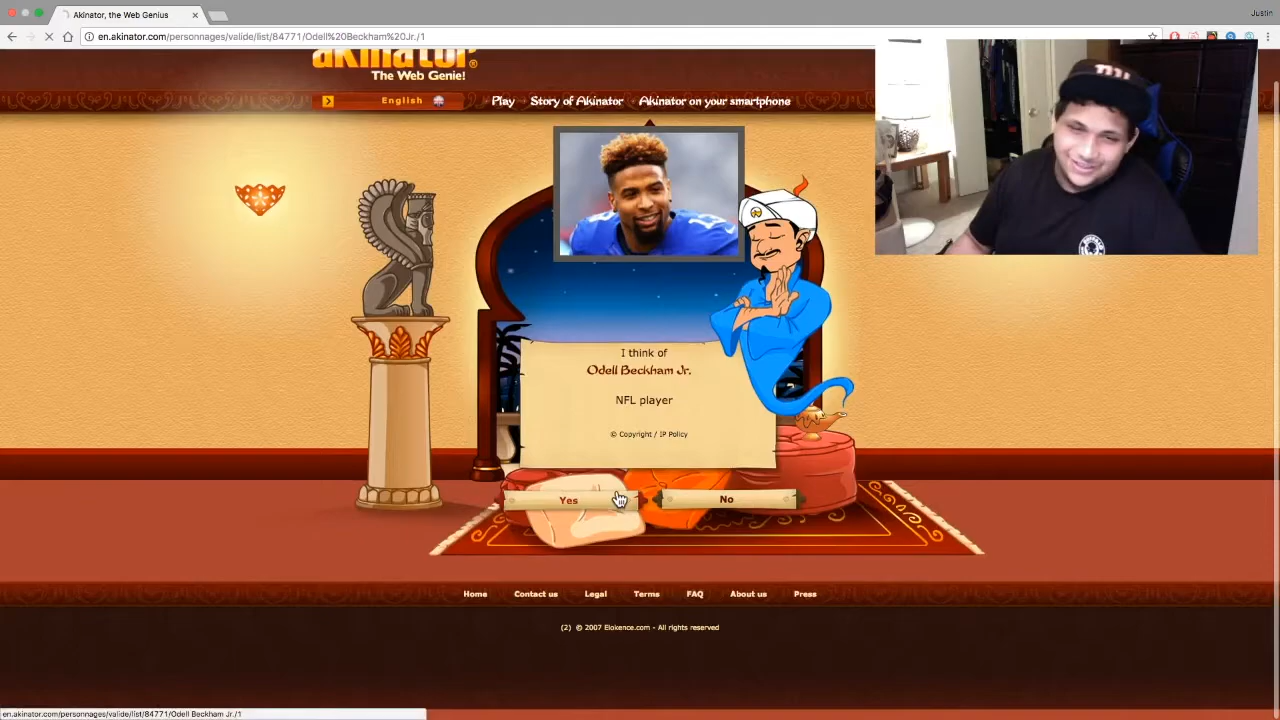 Akinator, the Web Genius
Justin
en.akinator.com/personnages/valide/list/84771/Odell%20Beckham%20Jr./1
akinator®
The Web Genie!
English
Play
Story of Akinator
Akinator on your smartphone
I think of
Odell Beckham Jr.
NFL player
© Copyright / IP Policy
Yes
No
Home
Contact us
Legal
Terms
FAQ
About us
Press
(2) © 2007 Elokence.com - All rights reserved
en.akinator.com/personnages/valide/list/84771/Odell Beckham Jr./1